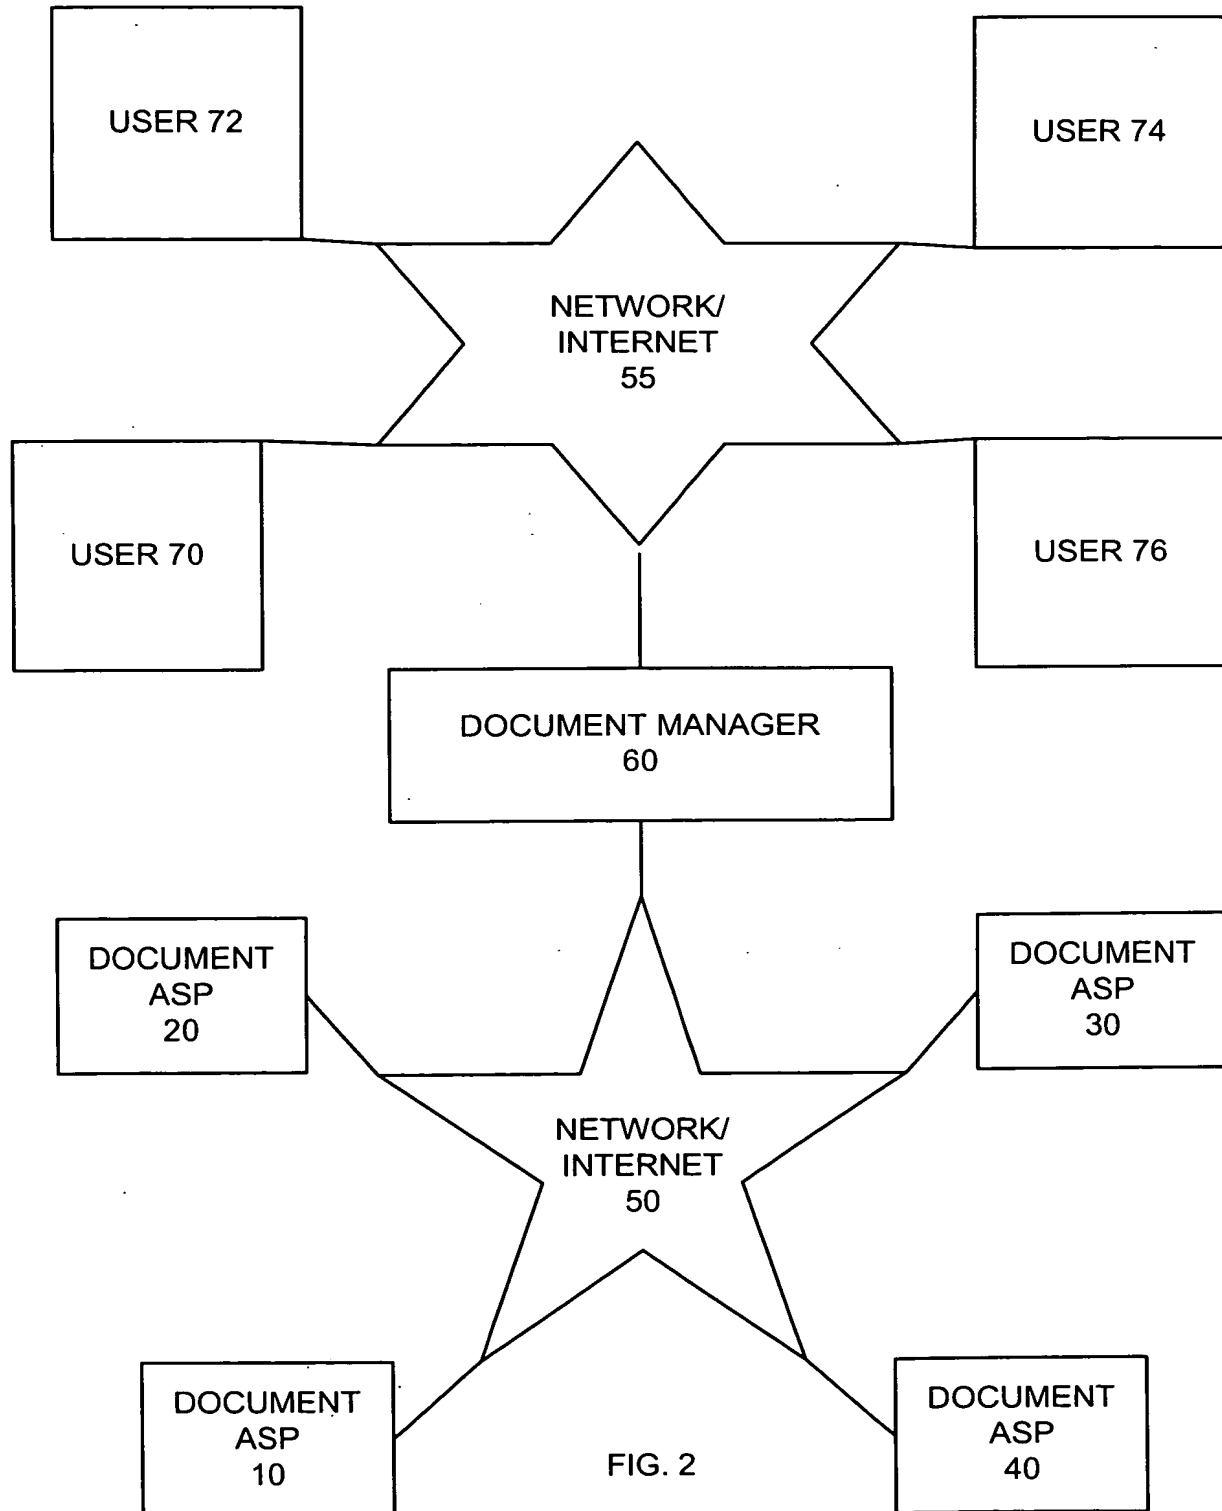 USER 72
USER 74
NETWORK/
INTERNET
55
USER 70
USER 76
DOCUMENT MANAGER
60
DOCUMENT
ASP
20
DOCUMENT
ASP
30
NETWORK/
INTERNET
50
DOCUMENT
ASP
10
DOCUMENT
ASP
40
FIG. 2